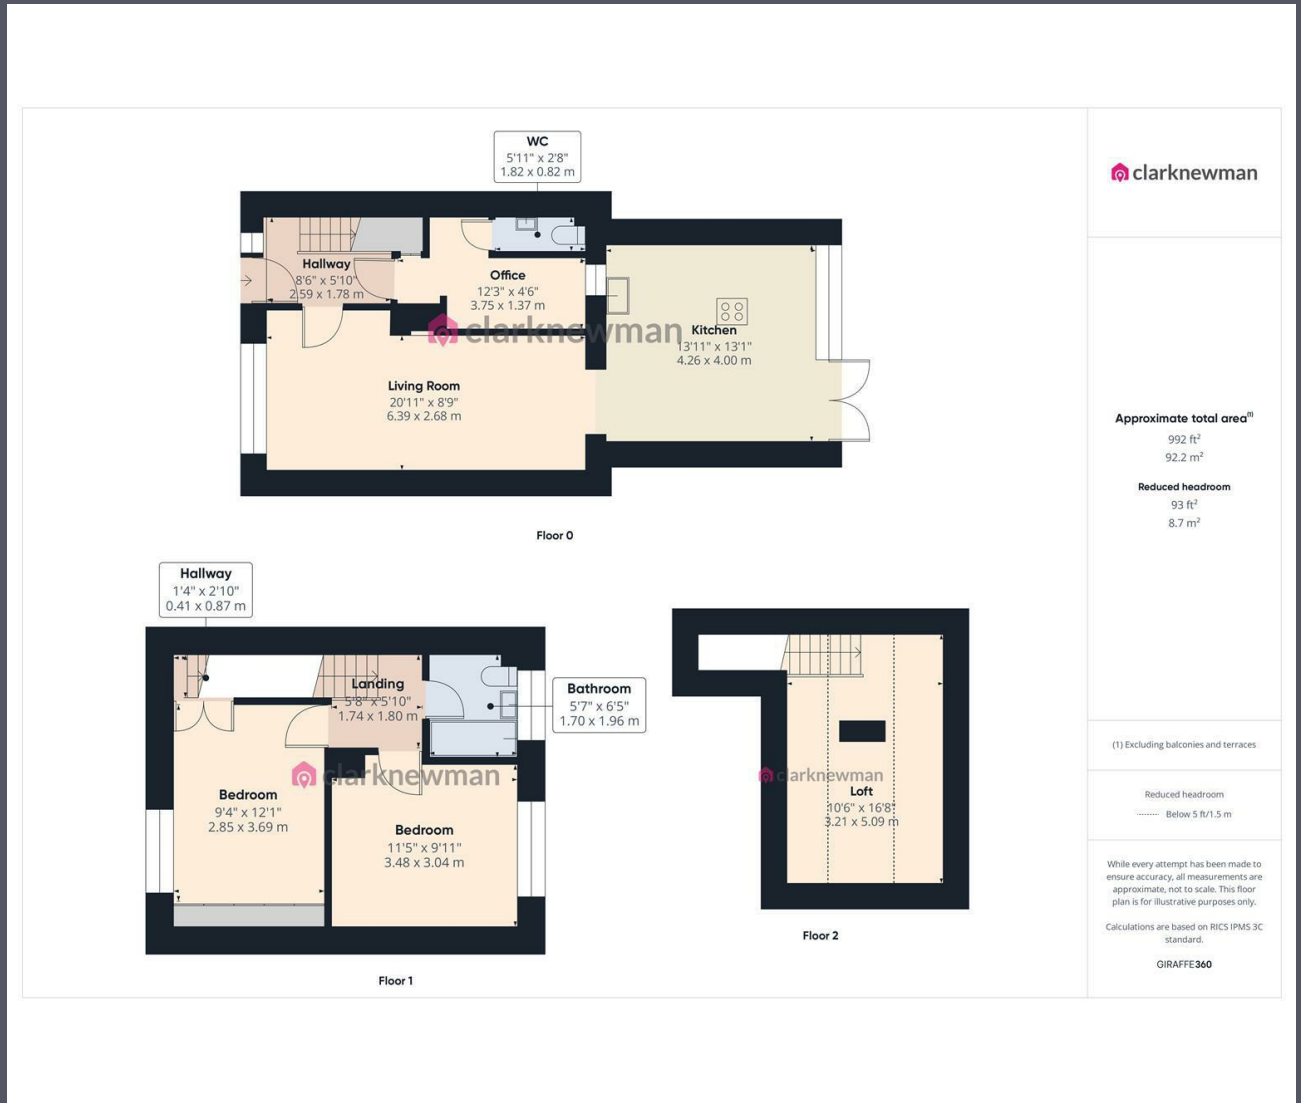 WC
5'11" x 2'8"
1.82 x 0.82 m
Hallway
8'6" x 5'10"
2.59 x 1.78 m
Office
12'3" x 4'6"
3.75 x 1.37 m
clarknewman
Kitchen
13'11" x 13'1"
4.26 x 4.00 m
Living Room
20'11" x 8'9"
6.39 x 2.68 m
Floor 0
Hallway
1'4" x 2'10"
0.41 x 0.87 m
Landing
5'8" x 5'10"
1.74 x 1.80 m
Bathroom
5'7" x 6'5"
1.70 x 1.96 m
clarknewman
Bedroom
9'4" x 12'1"
2.85 x 3.69 m
Bedroom
11'5" x 9'11"
3.48 x 3.04 m
Floor 1
clarknewman
Loft
10'6" x 16'8"
3.21 x 5.09 m
Floor 2
clarknewman
Approximate total area(1)
992 ft²
92.2 m²
Reduced headroom
93 ft²
8.7 m²
(1) Excluding balconies and terraces
Reduced headroom
Below 5 ft/1.5 m
While every attempt has been made to
ensure accuracy, all measurements are
approximate, not to scale. This floor
plan is for illustrative purposes only.
Calculations are based on RICS IPMS 3C
standard.
GIRAFFE360